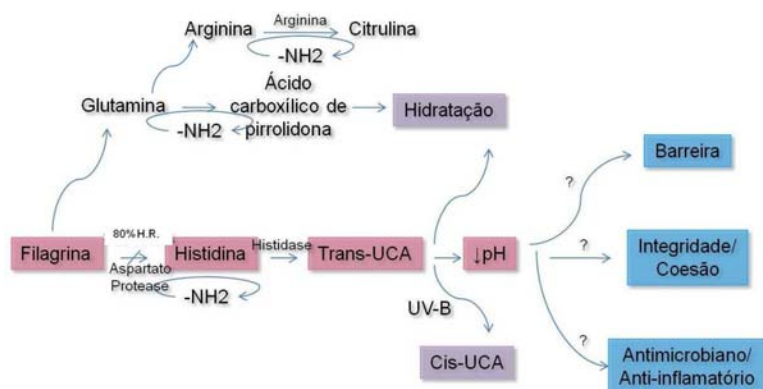 Arginina
Arginina
Citrulina
-NH2
Glutamina
Ácido
carboxílico de
pirrolidona
-NH2
Hidratação
Barreira
?
80%H.R.
Filagrina
Histidina
Histidase
Trans-UCA
↓pH
?
Integridade/
Coesão
Aspartato
Protease
-NH2
UV-B
?
Cis-UCA
Antimicrobiano/
Anti-inflamatório